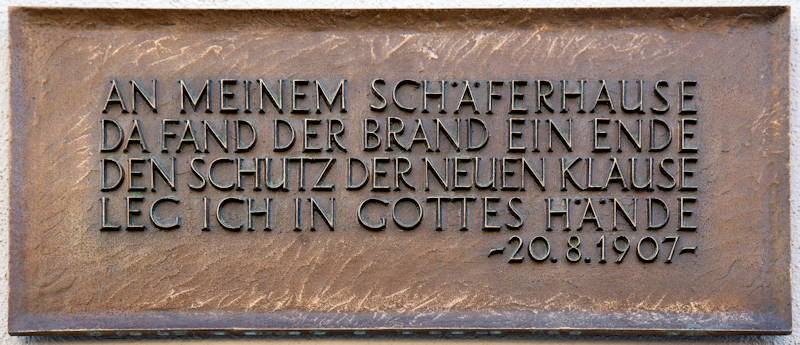 AN MEINEM SCHÄFERHAUSE
DA FAND DER BRAND EIN ENDE
DEN SCHUTZ DER NEUEN KLAUSE
LEG ICH IN GOTTES HÄNDE
~20.8.1907~